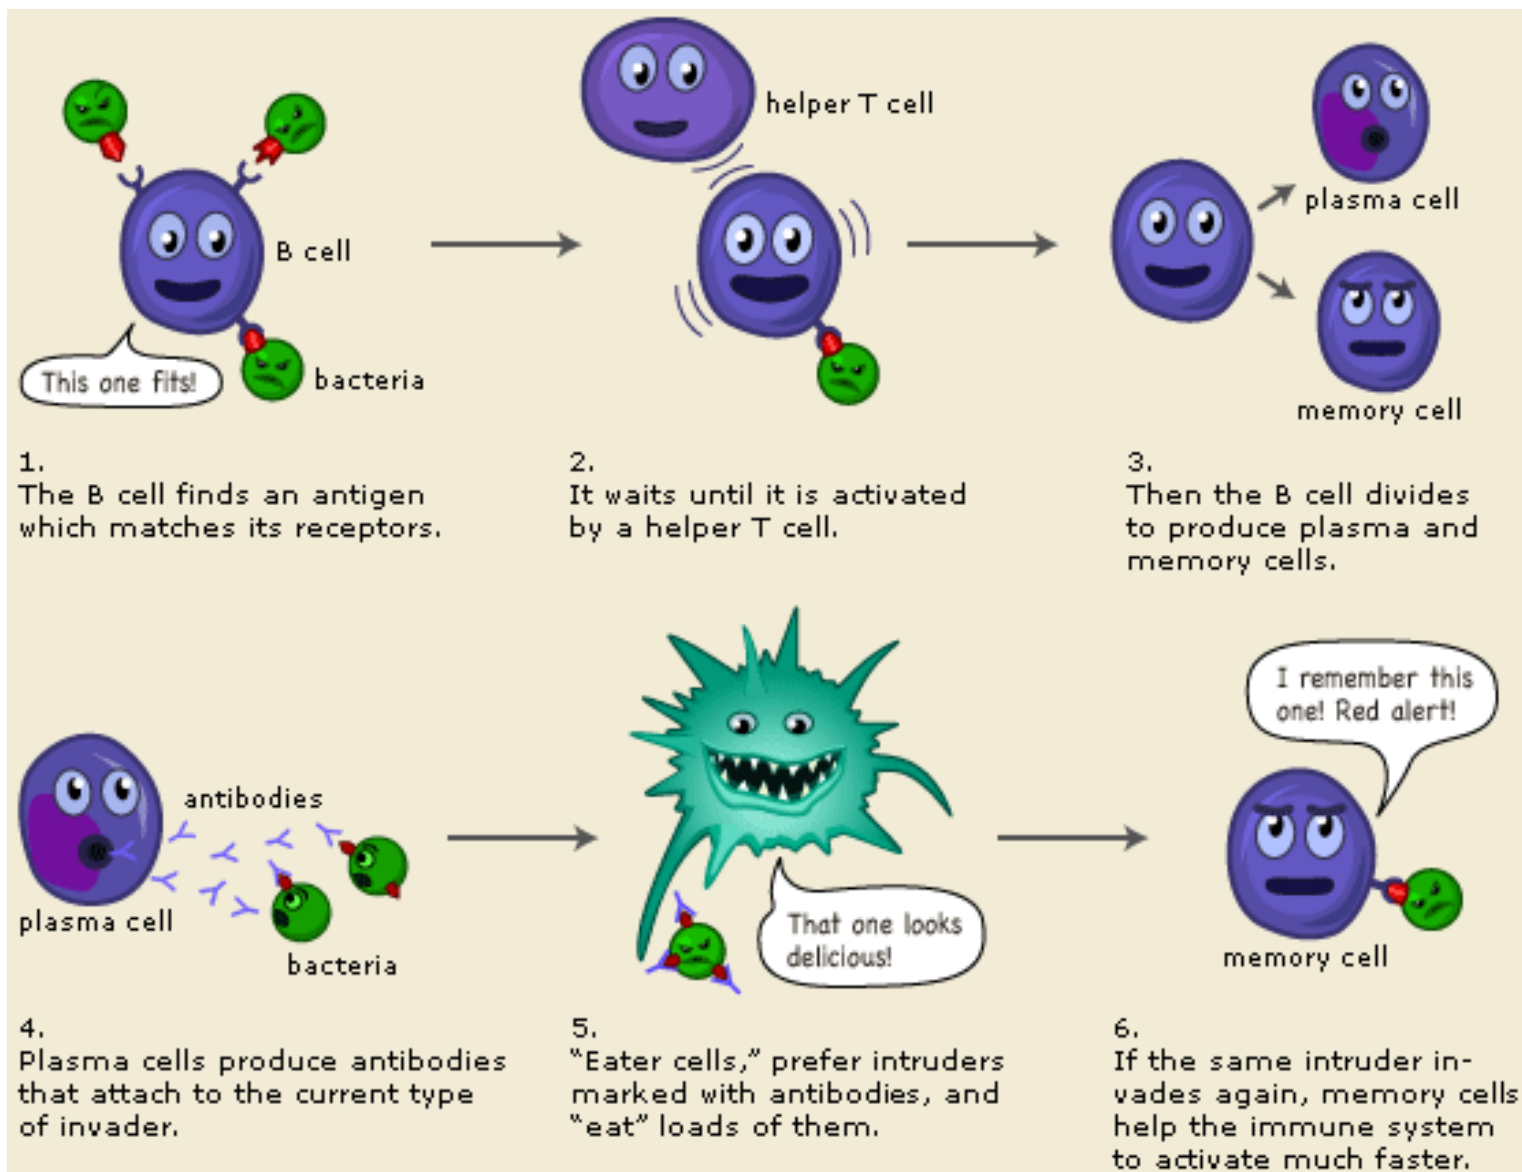 helper T cell
B cell
This one fits!
bacteria
plasma cell
memory cell
1.
The B cell finds an antigen
which matches its receptors.
2.
It waits until it is activated
by a helper T cell.
3.
Then the B cell divides
to produce plasma and
memory cells.
antibodies
plasma cell
bacteria
That one looks
delicious!
I remember this
one! Red alert!
memory cell
4.
Plasma cells produce antibodies
that attach to the current type
of invader.
5.
“Eater cells,” prefer intruders
marked with antibodies, and
“eat” loads of them.
6.
If the same intruder in-
vades again, memory cells
help the immune system
to activate much faster.